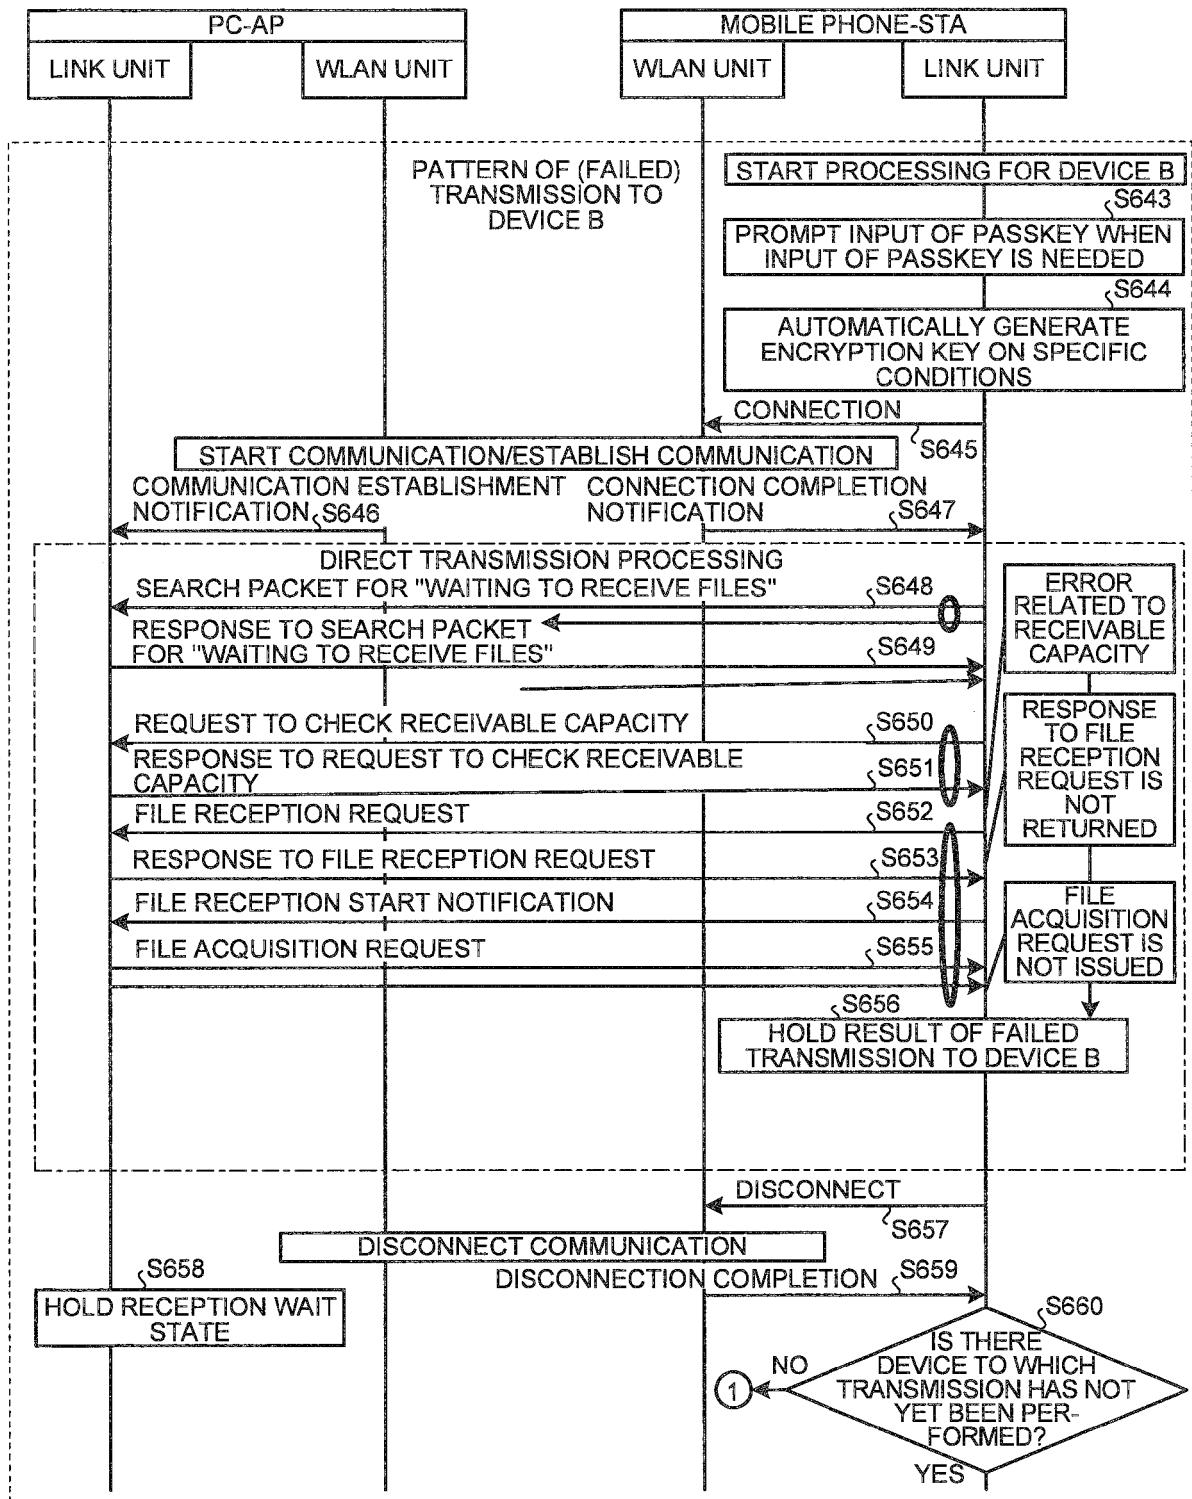 PC-AP
MOBILE PHONE-STA
LINK UNIT
WLAN UNIT
WLAN UNIT
LINK UNIT
PATTERN OF (FAILED)
TRANSMISSION TO
DEVICE B
START PROCESSING FOR DEVICE B
S643
PROMPT INPUT OF PASSKEY WHEN
INPUT OF PASSKEY IS NEEDED
S644
AUTOMATICALLY GENERATE
ENCRYPTION KEY ON SPECIFIC
CONDITIONS
CONNECTION
S645
START COMMUNICATION/ESTABLISH COMMUNICATION
COMMUNICATION ESTABLISHMENT
NOTIFICATION
S646
CONNECTION COMPLETION
NOTIFICATION
S647
DIRECT TRANSMISSION PROCESSING
SEARCH PACKET FOR "WAITING TO RECEIVE FILES"
S648
RESPONSE TO SEARCH PACKET
FOR "WAITING TO RECEIVE FILES"
S649
ERROR
RELATED TO
RECEIVABLE
CAPACITY
REQUEST TO CHECK RECEIVABLE CAPACITY
S650
RESPONSE TO REQUEST TO CHECK RECEIVABLE
CAPACITY
S651
RESPONSE
TO FILE
RECEPTION
REQUEST IS
NOT
RETURNED
FILE RECEPTION REQUEST
S652
RESPONSE TO FILE RECEPTION REQUEST
S653
FILE RECEPTION START NOTIFICATION
S654
FILE ACQUISITION REQUEST
S655
FILE
ACQUISITION
REQUEST IS
NOT ISSUED
S656
HOLD RESULT OF FAILED
TRANSMISSION TO DEVICE B
DISCONNECT
S657
DISCONNECT COMMUNICATION
S658
HOLD RECEPTION WAIT
STATE
DISCONNECTION COMPLETION
S659
S660
IS THERE
DEVICE TO WHICH
TRANSMISSION HAS NOT
YET BEEN PER-
FORMED?
NO
1
YES